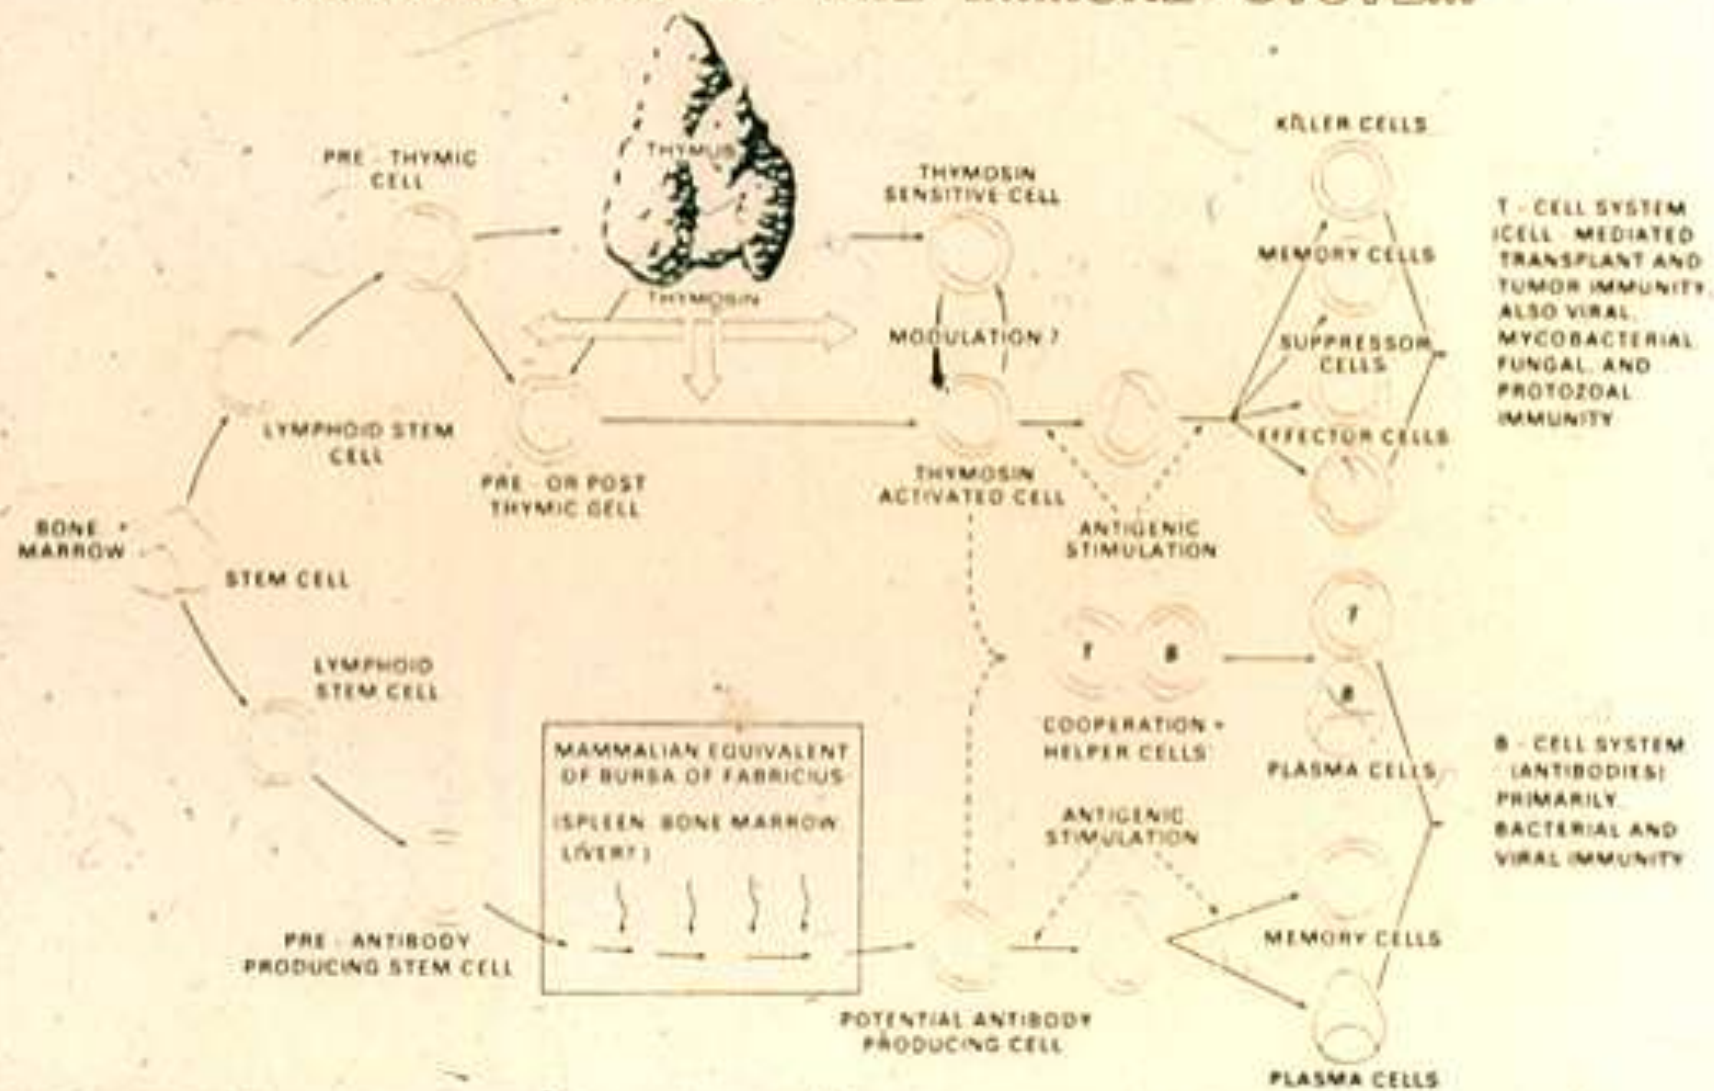 THE IMMUNE SYSTEM
PRE - THYMIC
CELL
THYMUS
THYMOSIN
THYMOSIN
SENSITIVE CELL
MODULATION ?
KILLER CELLS
MEMORY CELLS
SUPPRESSOR
CELLS
EFFECTOR CELLS
T - CELL SYSTEM
(CELL - MEDIATED
TRANSPLANT AND
TUMOR IMMUNITY,
ALSO VIRAL,
MYCOBACTERIAL,
FUNGAL, AND
PROTOZOAL
IMMUNITY
LYMPHOID STEM
CELL
PRE - OR POST
THYMIC CELL
THYMOSIN
ACTIVATED CELL
ANTIGENIC
STIMULATION
BONE
MARROW
STEM CELL
LYMPHOID
STEM CELL
T B
COOPERATION =
HELPER CELLS
T
B
PLASMA CELLS
MAMMALIAN EQUIVALENT
OF BURSA OF FABRICIUS
(SPLEEN, BONE MARROW,
LIVER? )
ANTIGENIC
STIMULATION
B - CELL SYSTEM
(ANTIBODIES)
PRIMARILY
BACTERIAL AND
VIRAL IMMUNITY
PRE - ANTIBODY
PRODUCING STEM CELL
MEMORY CELLS
POTENTIAL ANTIBODY
PRODUCING CELL
PLASMA CELLS